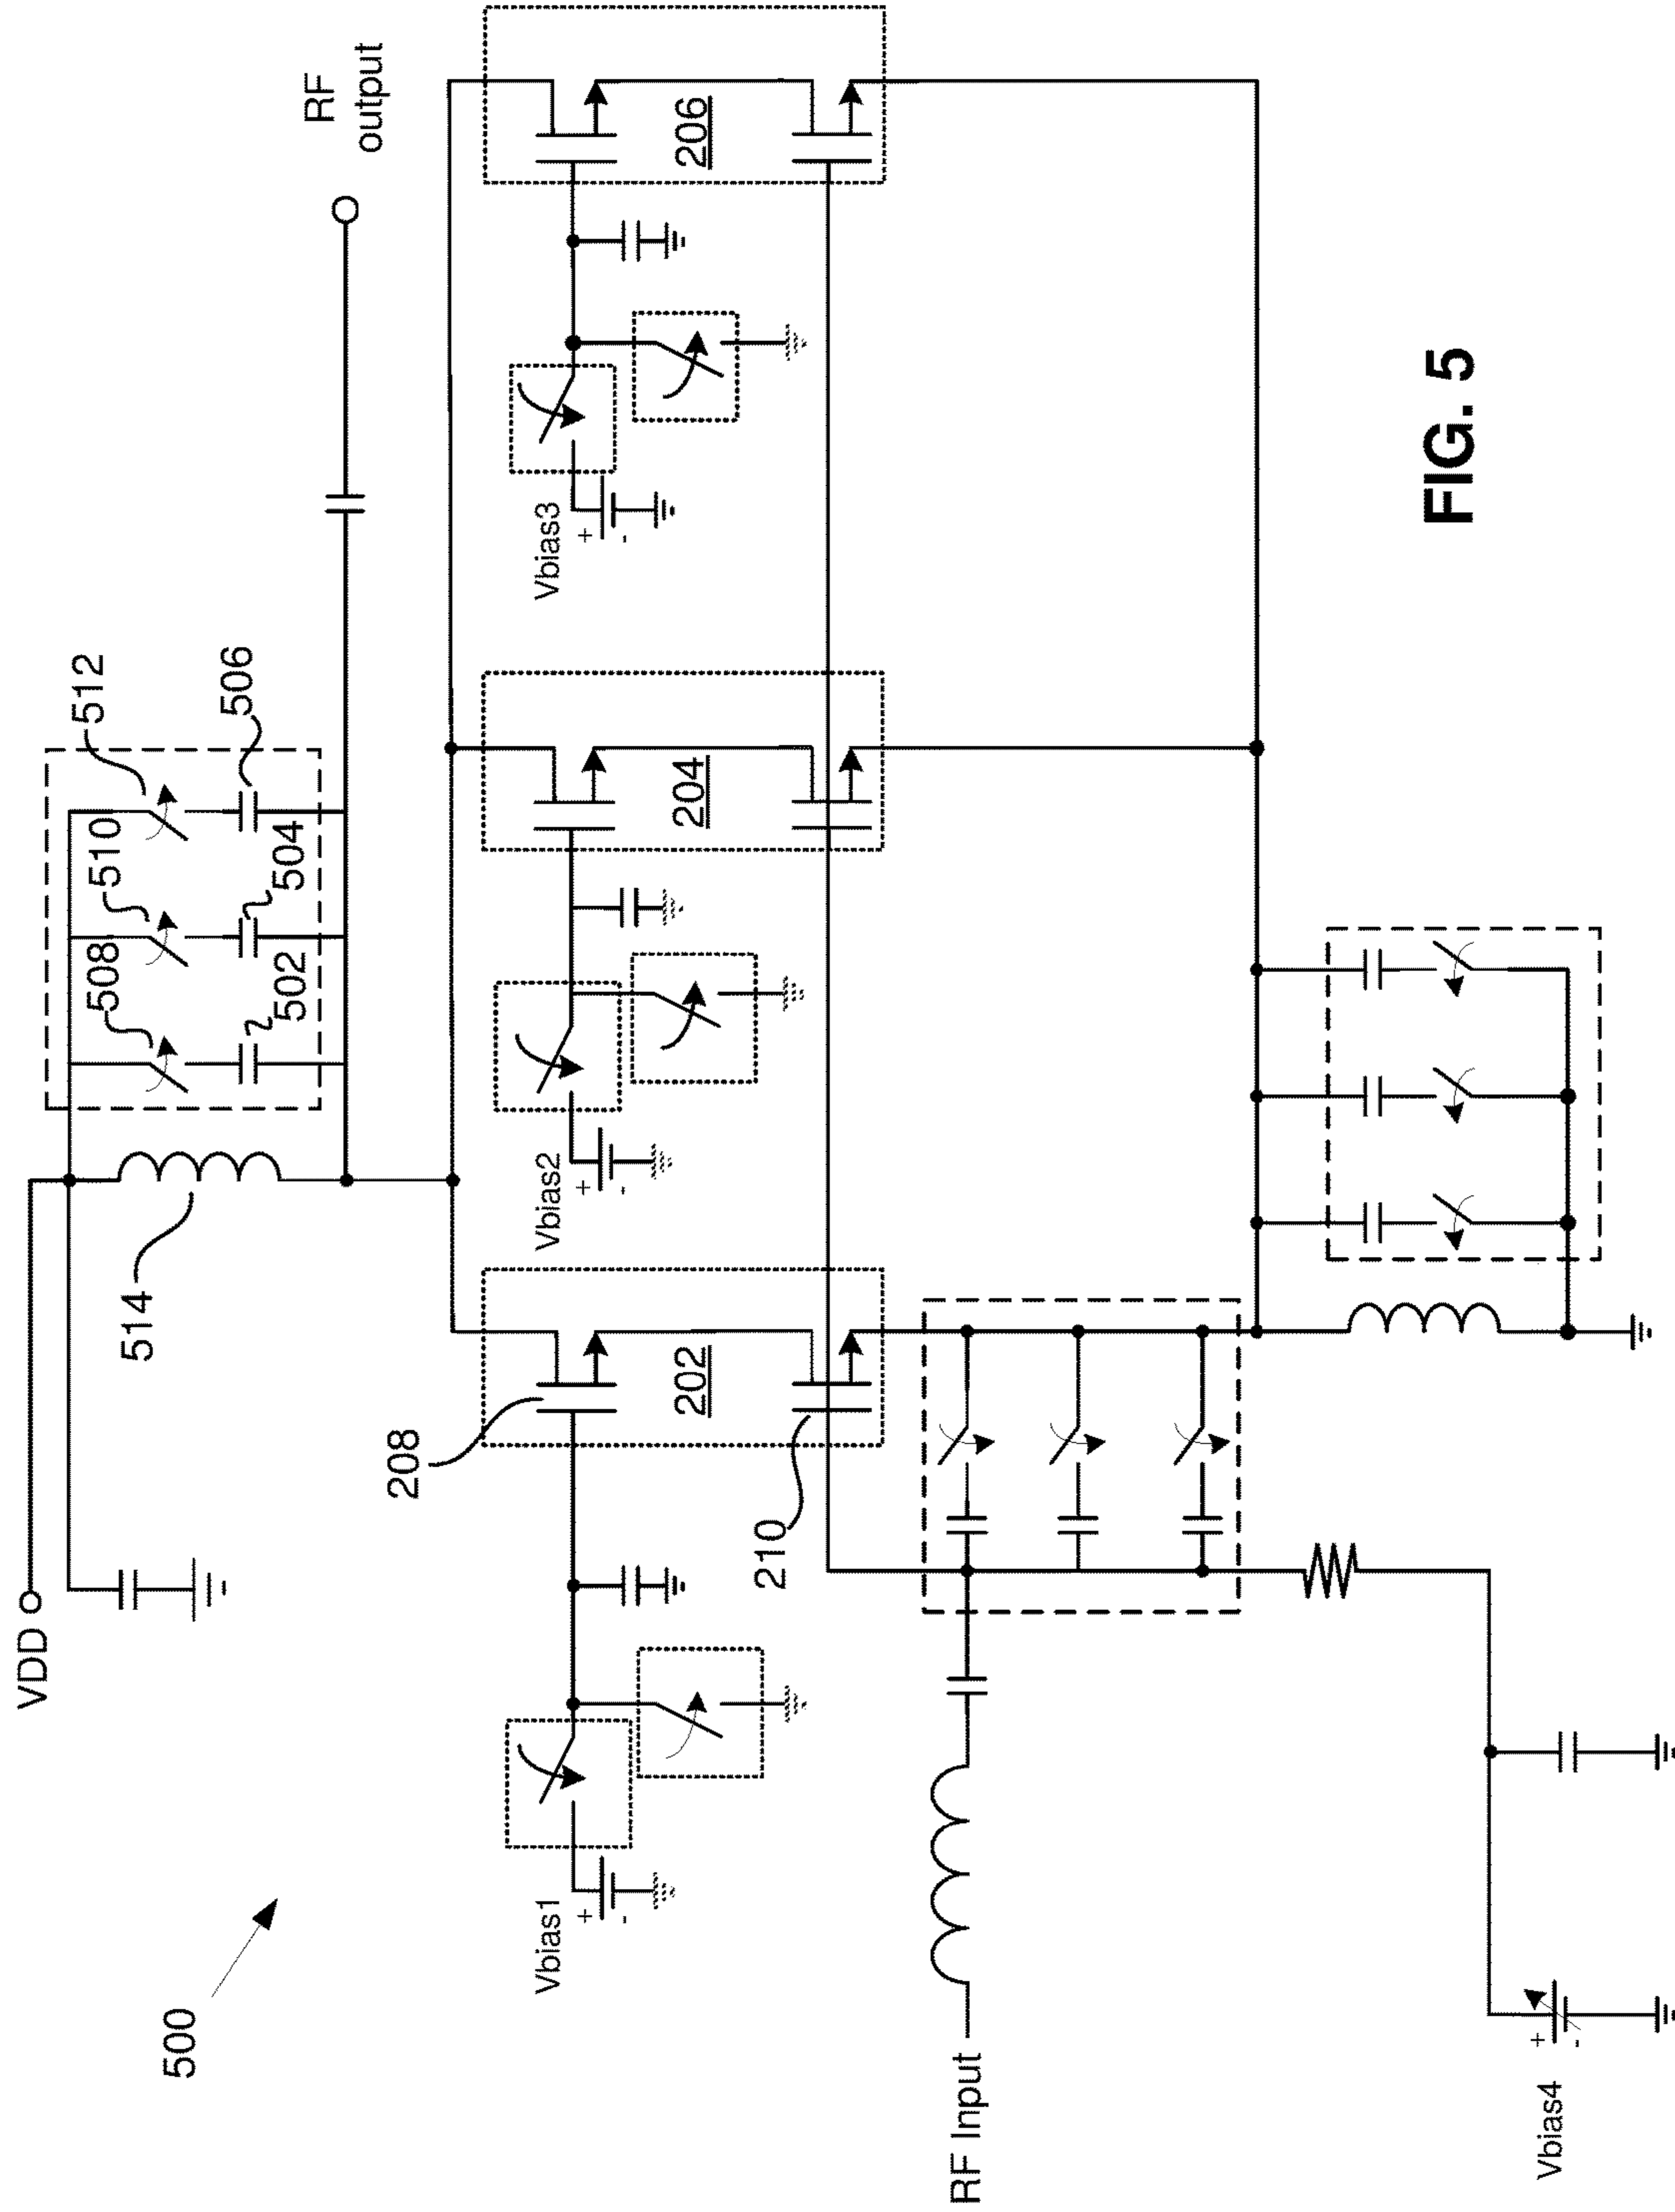 500
VDD
514
508
510
512
502
504
506
RF
output
208
202
204
206
Vbias1
+
-
Vbias2
+
-
Vbias3
+
-
210
RF Input
Vbias4
+
-
FIG. 5